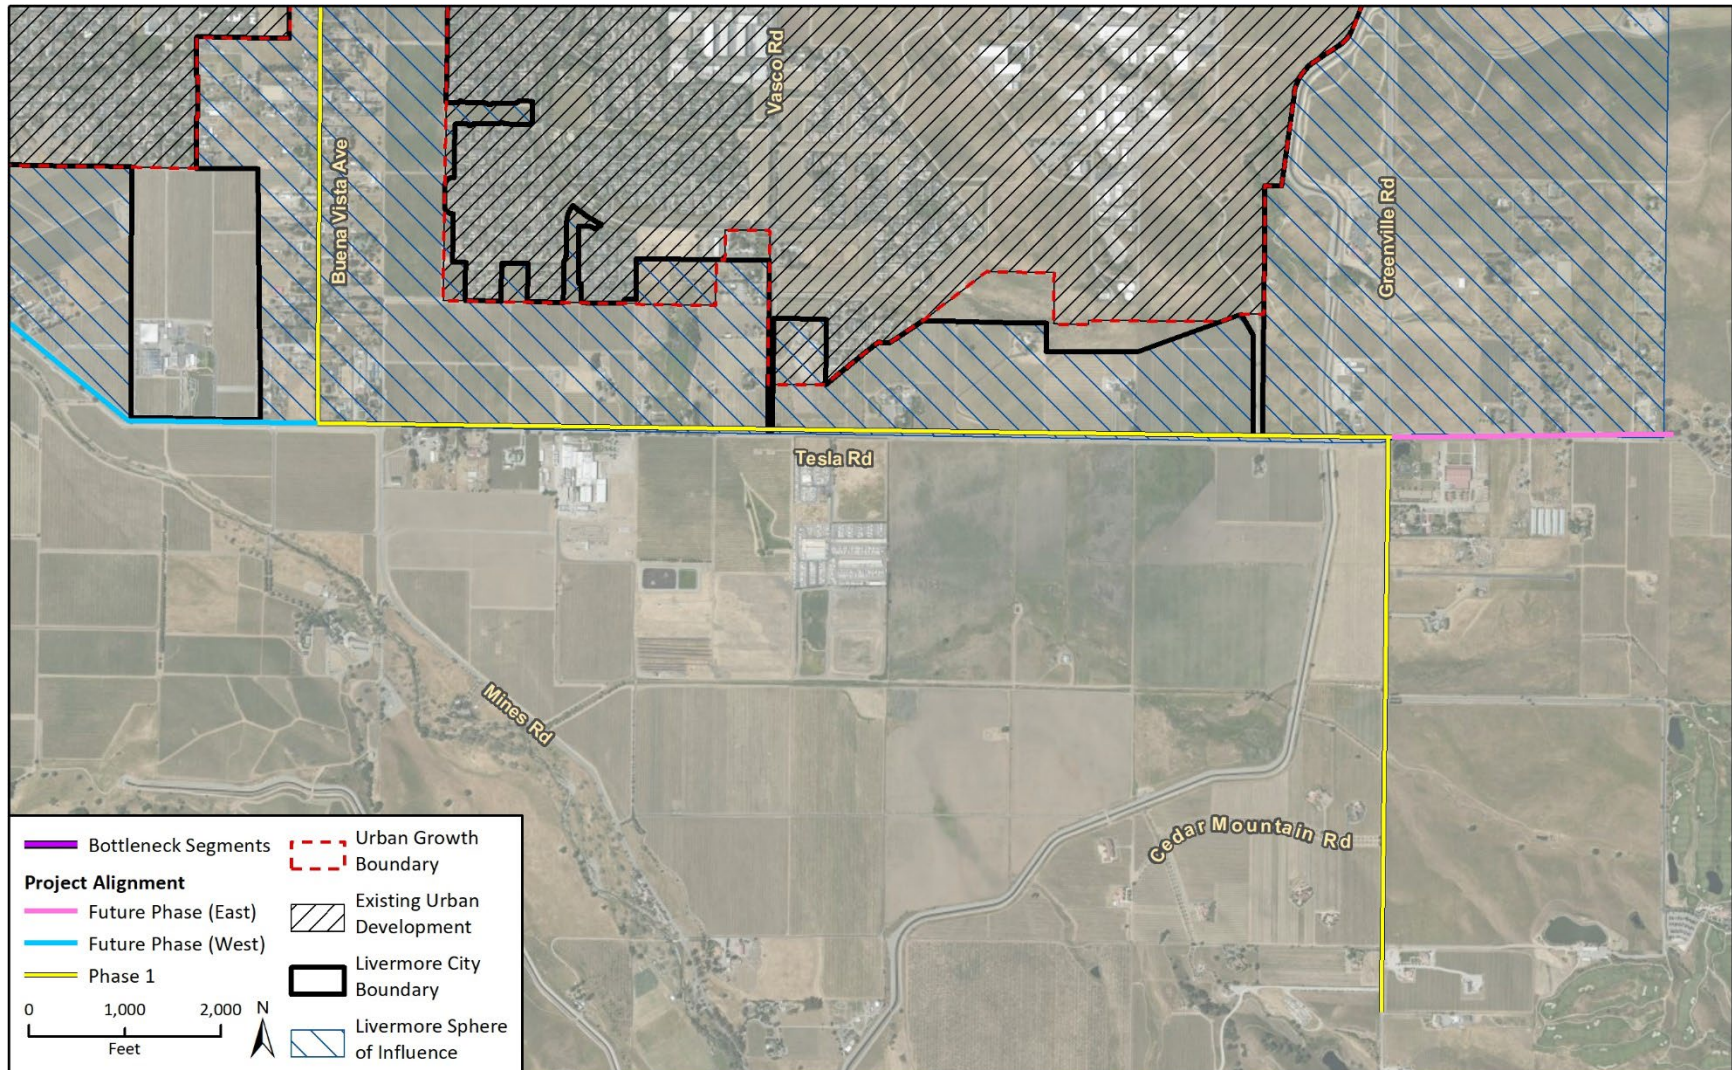 Vasco Rd
Buena Vista Ave
Greenville Rd
Tesla Rd
Mines Rd
Cedar Mountain Rd
Bottleneck Segments
Project Alignment
Future Phase (East)
Future Phase (West)
Phase 1
0 1,000 2,000
Feet
N
Urban Growth
Boundary
Existing Urban
Development
Livermore City
Boundary
Livermore Sphere
of Influence